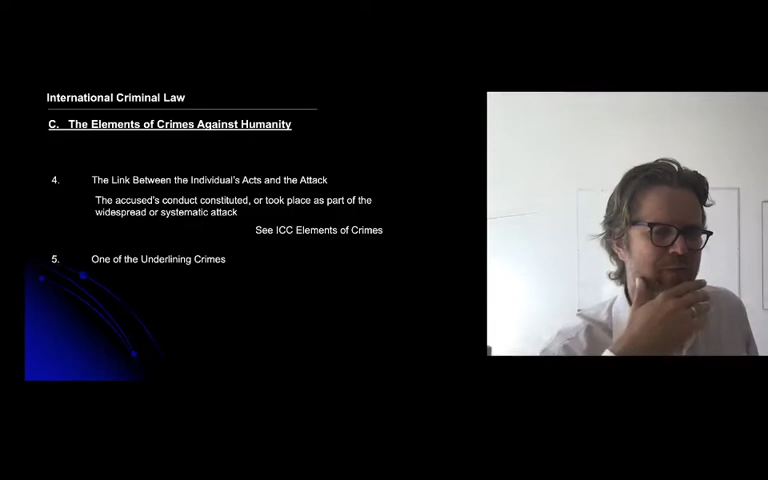 International Criminal Law
C. The Elements of Crimes Against Humanity
4. The Link Between the Individual's Acts and the Attack
The accused's conduct constituted, or took place as part of the
widespread or systematic attack
See ICC Elements of Crimes
5. One of the Underlining Crimes